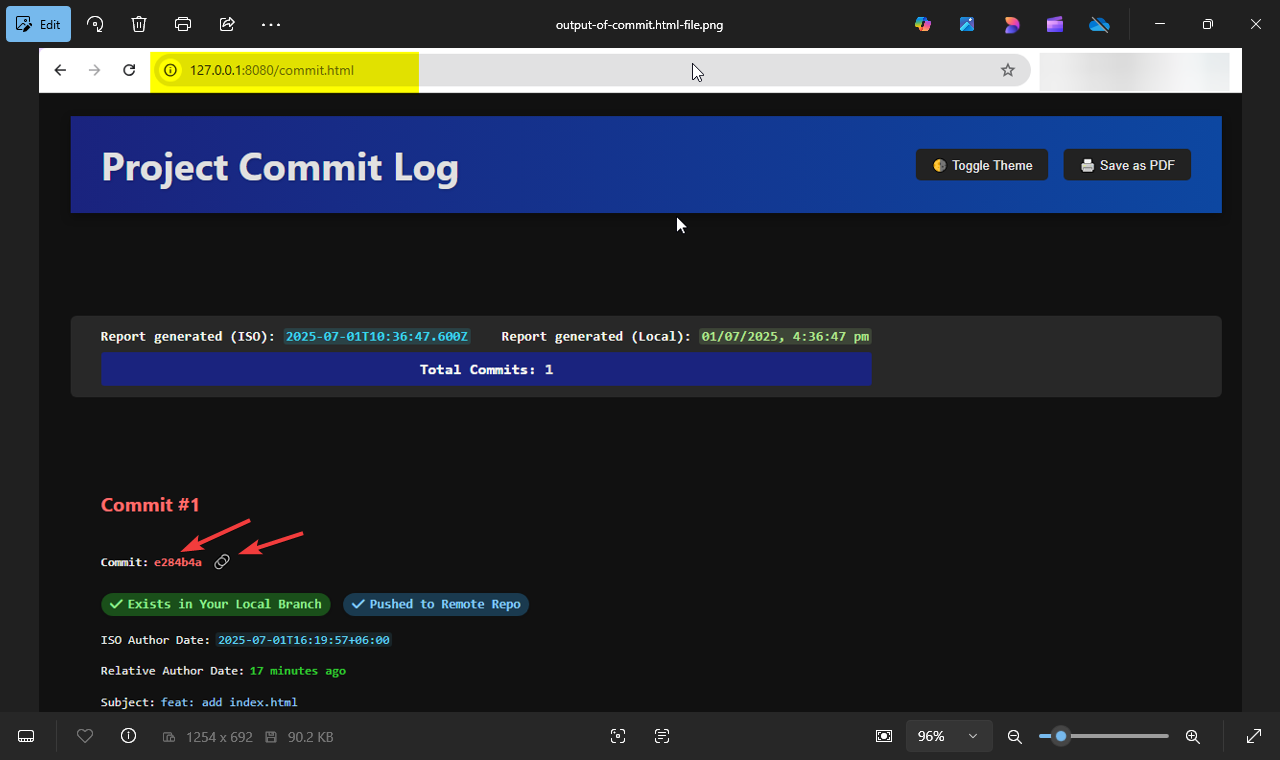 Edit
output-of-commit.html-file.png
127.0.0.1:8080/commit.html
Project Commit Log
Toggle Theme
Save as PDF
Report generated (ISO): 2025-07-01T10:36:47.600Z Report generated (Local): 01/07/2025, 4:36:47 pm
Total Commits: 1
Commit #1
Commit: e284b4a
Exists in Your Local Branch
Pushed to Remote Repo
ISO Author Date: 2025-07-01T16:19:57+06:00
Relative Author Date: 17 minutes ago
Subject: feat: add index.html
1254 x 692
90.2 KB
96%